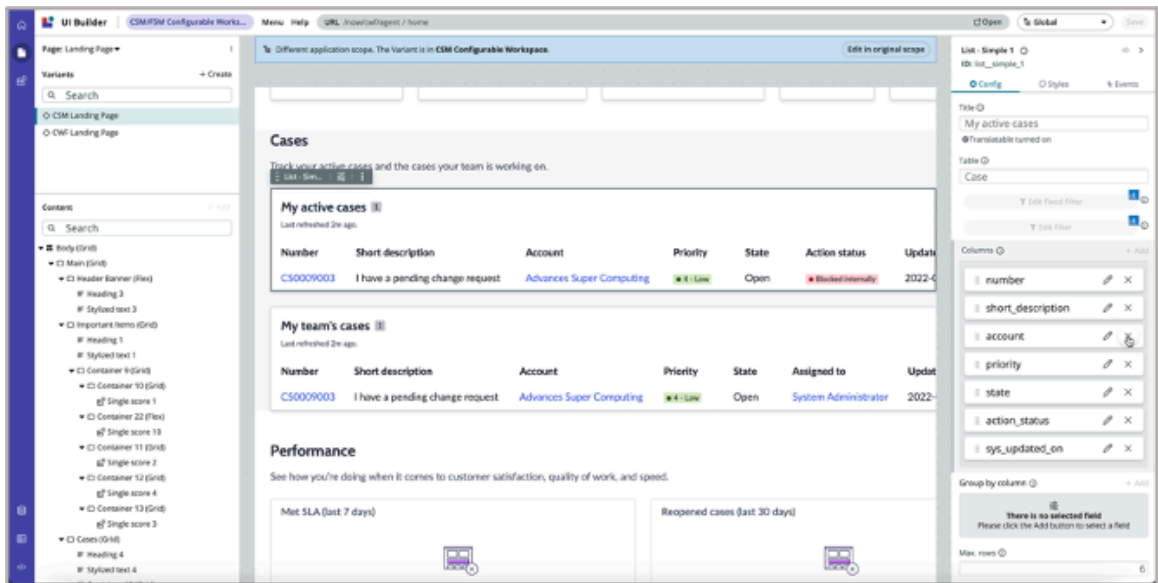 UI Builder
CSM/FSM Configurable Works...
Menu Help
URL /now/cwf/agent / home
Open
Global
Save
Page: Landing Page
Variants
+ Create
Search
CSM Landing Page
CWF Landing Page
Content
+ Add
Search
Body (Grid)
Main (Grid)
Header Banner (Flex)
Heading 3
Stylized text 3
Important Items (Grid)
Heading 1
Stylized text 1
Container 9 (Grid)
Container 10 (Grid)
Single score 1
Container 22 (Flex)
Single score 10
Container 11 (Grid)
Single score 2
Container 12 (Grid)
Single score 4
Container 13 (Grid)
Single score 3
Cases (Grid)
Heading 4
Stylized text 4
Different application scope. The Variant is in CSM Configurable Workspace.
Edit in original scope
Cases
Track your active cases and the cases your team is working on.
List - Sim...
My active cases 1
Last refreshed 2m ago.
Number Short description Account Priority State Action status Update
CS0009003 I have a pending change request Advances Super Computing 4 - Low Open Blocked Internally 2022-0
My team's cases 1
Last refreshed 2m ago.
Number Short description Account Priority State Assigned to Updat
CS0009003 I have a pending change request Advances Super Computing 4 - Low Open System Administrator 2022-
Performance
See how you're doing when it comes to customer satisfaction, quality of work, and speed.
Met SLA (last 7 days)
Reopened cases (last 30 days)
List - Simple 1
ID: list_simple_1
Config
Styles
Events
Title
My active cases
Translatable turned on
Table
Case
Edit fixed filter
Edit filter
Columns
+ Add
number
short_description
account
priority
state
action_status
sys_updated_on
Group by column
+ Add
There is no selected field
Please click the Add button to select a field
Max. rows
6